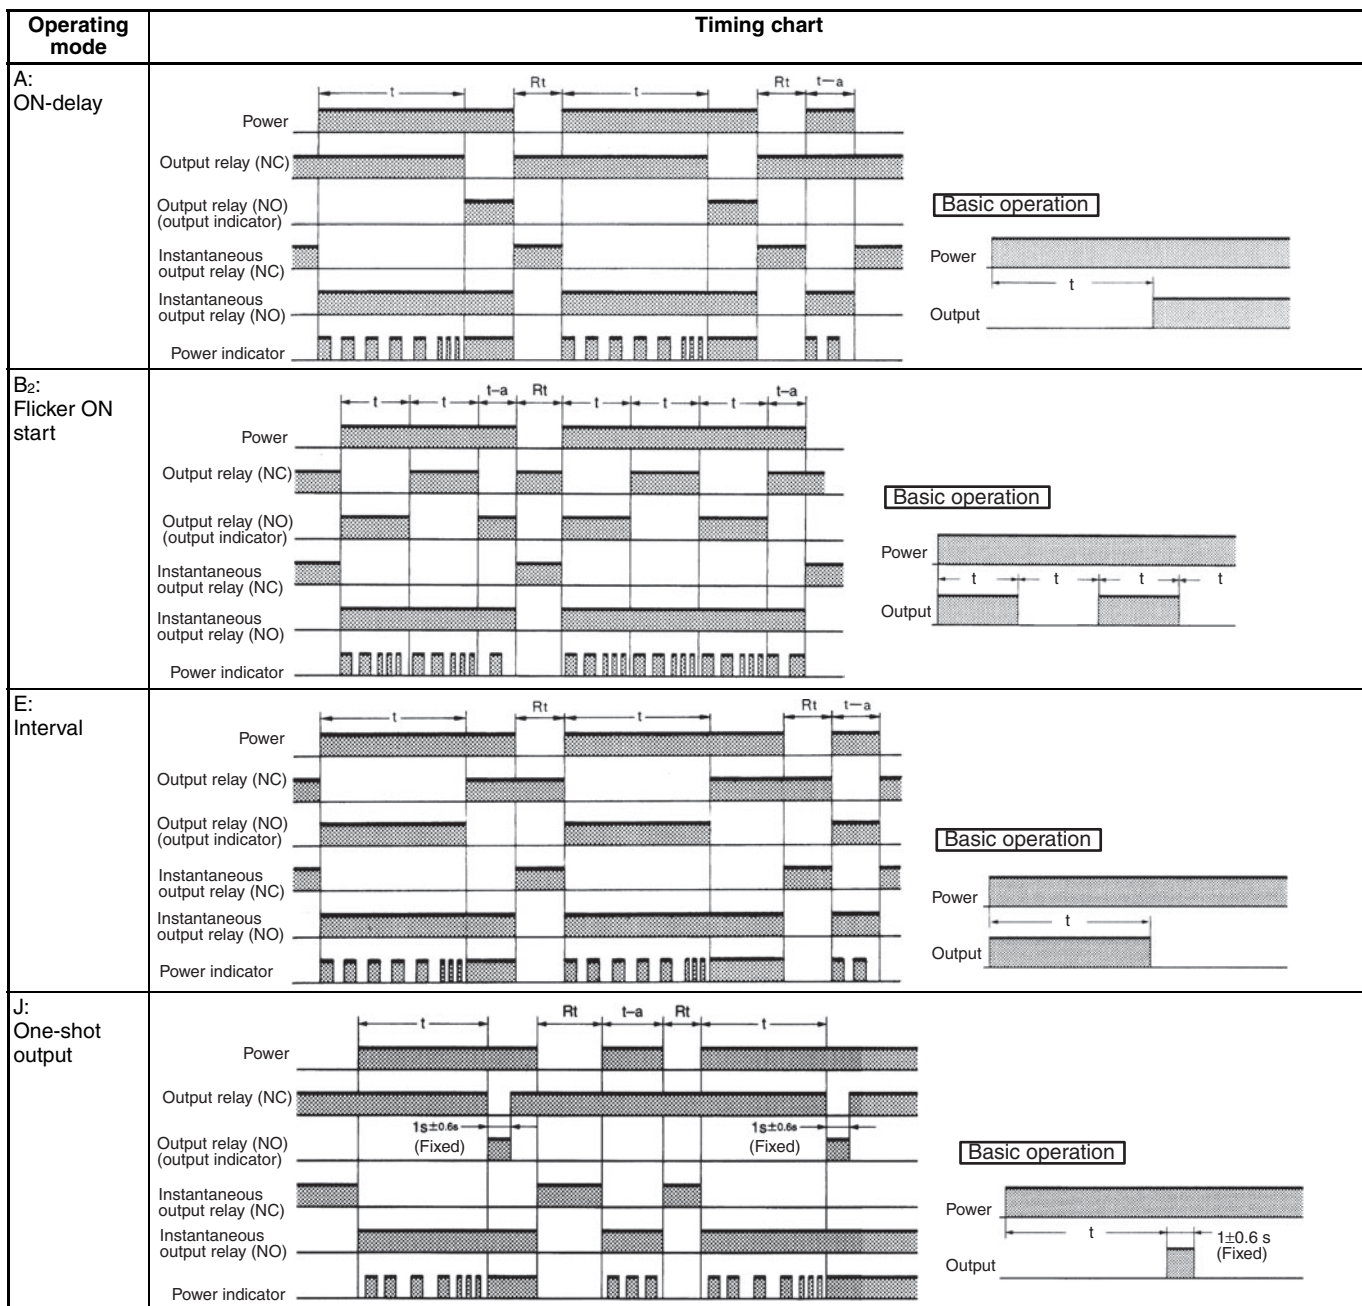 Operating mode
Timing chart
A:
ON-delay
t Rt t Rt t—a
Power
Output relay (NC)
Output relay (NO)
(output indicator)
Instantaneous
output relay (NC)
Instantaneous
output relay (NO)
Power indicator
Basic operation
Power
t
Output
B2:
Flicker ON
start
t t t–a Rt t t t t–a
Power
Output relay (NC)
Output relay (NO)
(output indicator)
Instantaneous
output relay (NC)
Instantaneous
output relay (NO)
Power indicator
Basic operation
Power
t t t t
Output
E:
Interval
t Rt t Rt t—a
Power
Output relay (NC)
Output relay (NO)
(output indicator)
Instantaneous
output relay (NC)
Instantaneous
output relay (NO)
Power indicator
Basic operation
Power
t
Output
J:
One-shot
output
t Rt t–a Rt t
Power
Output relay (NC)
1s±0.6s
(Fixed)
1s±0.6s
(Fixed)
Output relay (NO)
(output indicator)
Instantaneous
output relay (NC)
Instantaneous
output relay (NO)
Power indicator
Basic operation
Power
t
1±0.6 s
(Fixed)
Output